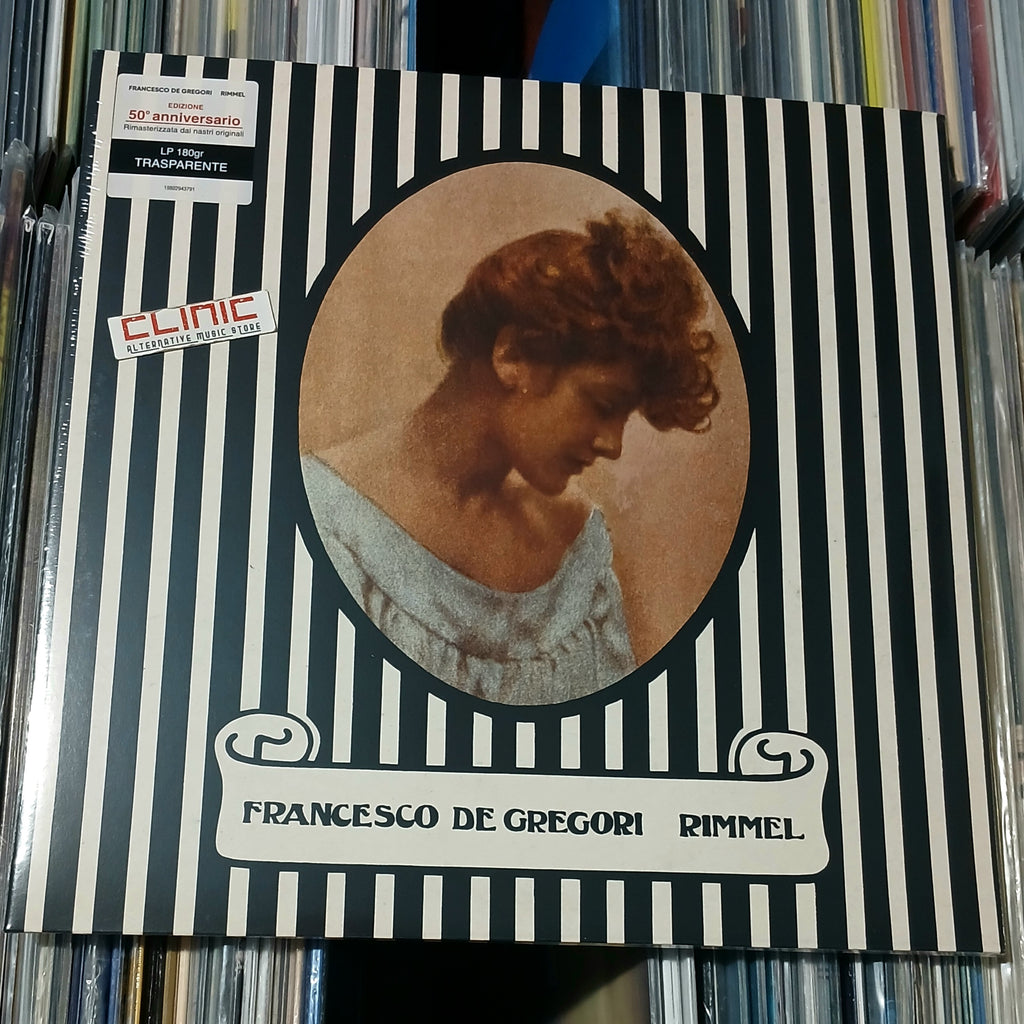 FRANCESCO DE GREGORI RIMMEL
EDIZIONE
50° anniversario
Rimasterizzata dai nastri originali
LP 180gr
TRASPARENTE
19802943791
CLINIC
ALTERNATIVE MUSIC STORE
FRANCESCO DE GREGORI RIMMEL